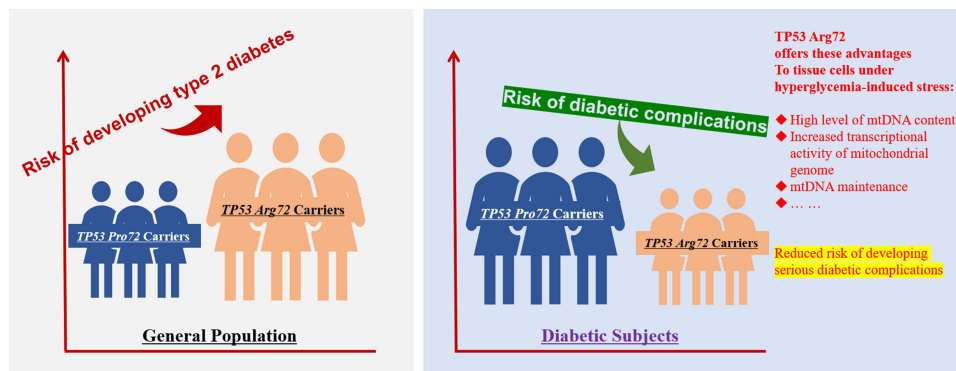 Risk of developing type 2 diabetes
TP53 Pro72 Carriers
TP53 Arg72 Carriers
General Population
Risk of diabetic complications
TP53 Pro72 Carriers
TP53 Arg72 Carriers
Diabetic Subjects
TP53 Arg72
offers these advantages
To tissue cells under
hyperglycemia-induced stress:
◆ High level of mtDNA content
◆ Increased transcriptional
activity of mitochondrial
genome
◆ mtDNA maintenance
◆ … …
Reduced risk of developing
serious diabetic complications